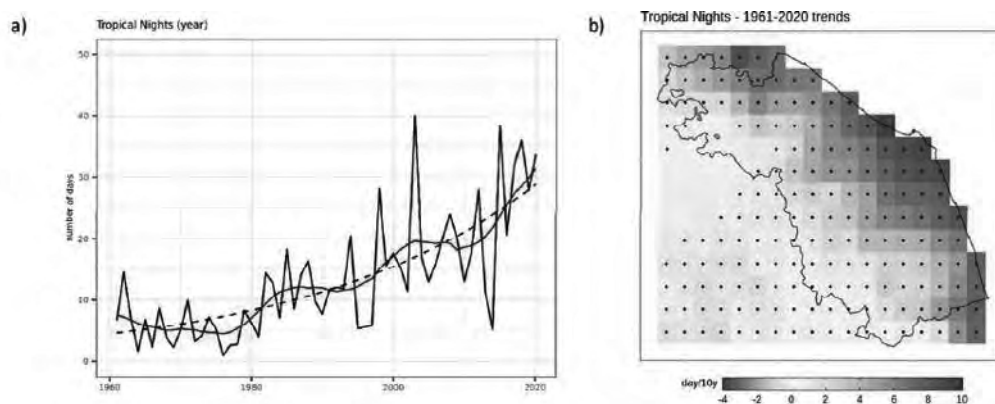 a)
Tropical Nights (year)
number of days
50
40
30
20
10
0
1960
1980
2000
2020
b)
Tropical Nights - 1961-2020 trends
day/10y
-4 -2 0 2 4 6 8 10